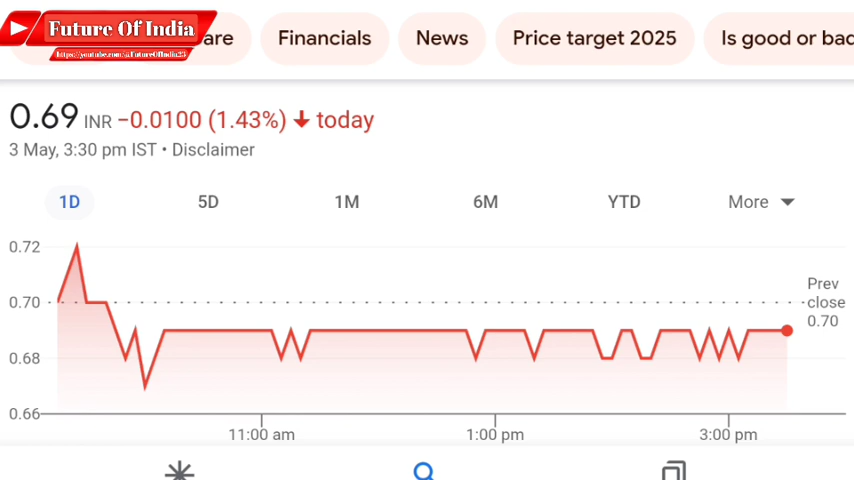 Future Of India
https://youtube.com/@FutureOfIndia23
are
Financials
News
Price target 2025
Is good or bad
0.69 INR −0.0100 (1.43%) ↓ today
3 May, 3:30 pm IST • Disclaimer
1D
5D
1M
6M
YTD
More
0.72
0.70
0.68
0.66
Prev
close
0.70
11:00 am
1:00 pm
3:00 pm